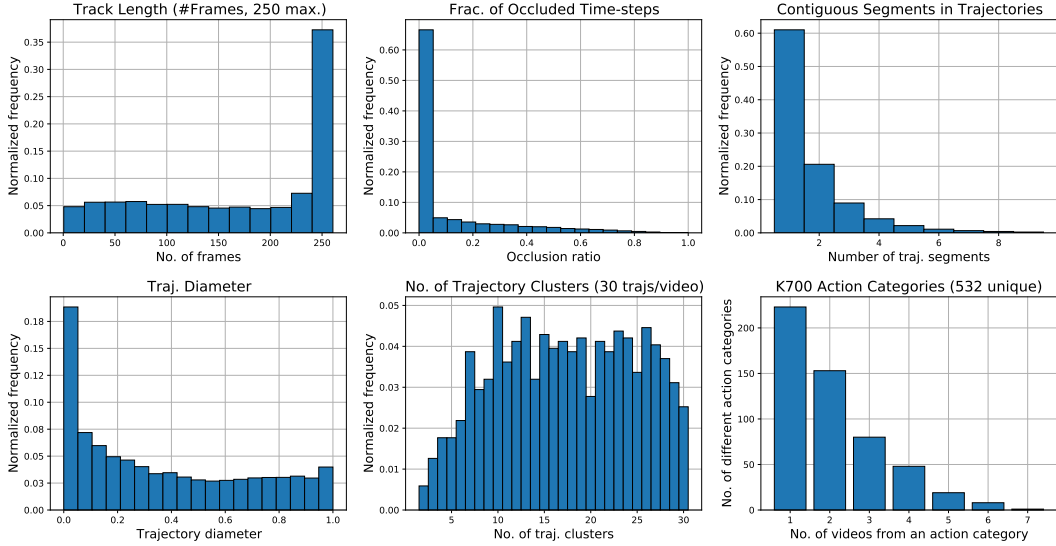 Track Length (#Frames, 250 max.)
Normalized frequency
0.35
0.30
0.25
0.20
0.15
0.10
0.05
0.00
0 50 100 150 200 250
No. of frames
Frac. of Occluded Time-steps
Normalized frequency
0.60
0.50
0.40
0.30
0.20
0.10
0.00
0.0 0.2 0.4 0.6 0.8 1.0
Occlusion ratio
Contiguous Segments in Trajectories
Normalized frequency
0.60
0.50
0.40
0.30
0.20
0.10
0.00
2 4 6 8
Number of traj. segments
Traj. Diameter
Normalized frequency
0.18
0.15
0.12
0.10
0.08
0.05
0.03
0.00
0.0 0.2 0.4 0.6 0.8 1.0
Trajectory diameter
No. of Trajectory Clusters (30 trajs/video)
Normalized frequency
0.05
0.04
0.03
0.02
0.01
0.00
5 10 15 20 25 30
No. of traj. clusters
K700 Action Categories (532 unique)
No. of different action categories
200
150
100
50
0
1 2 3 4 5 6 7
No. of videos from an action category